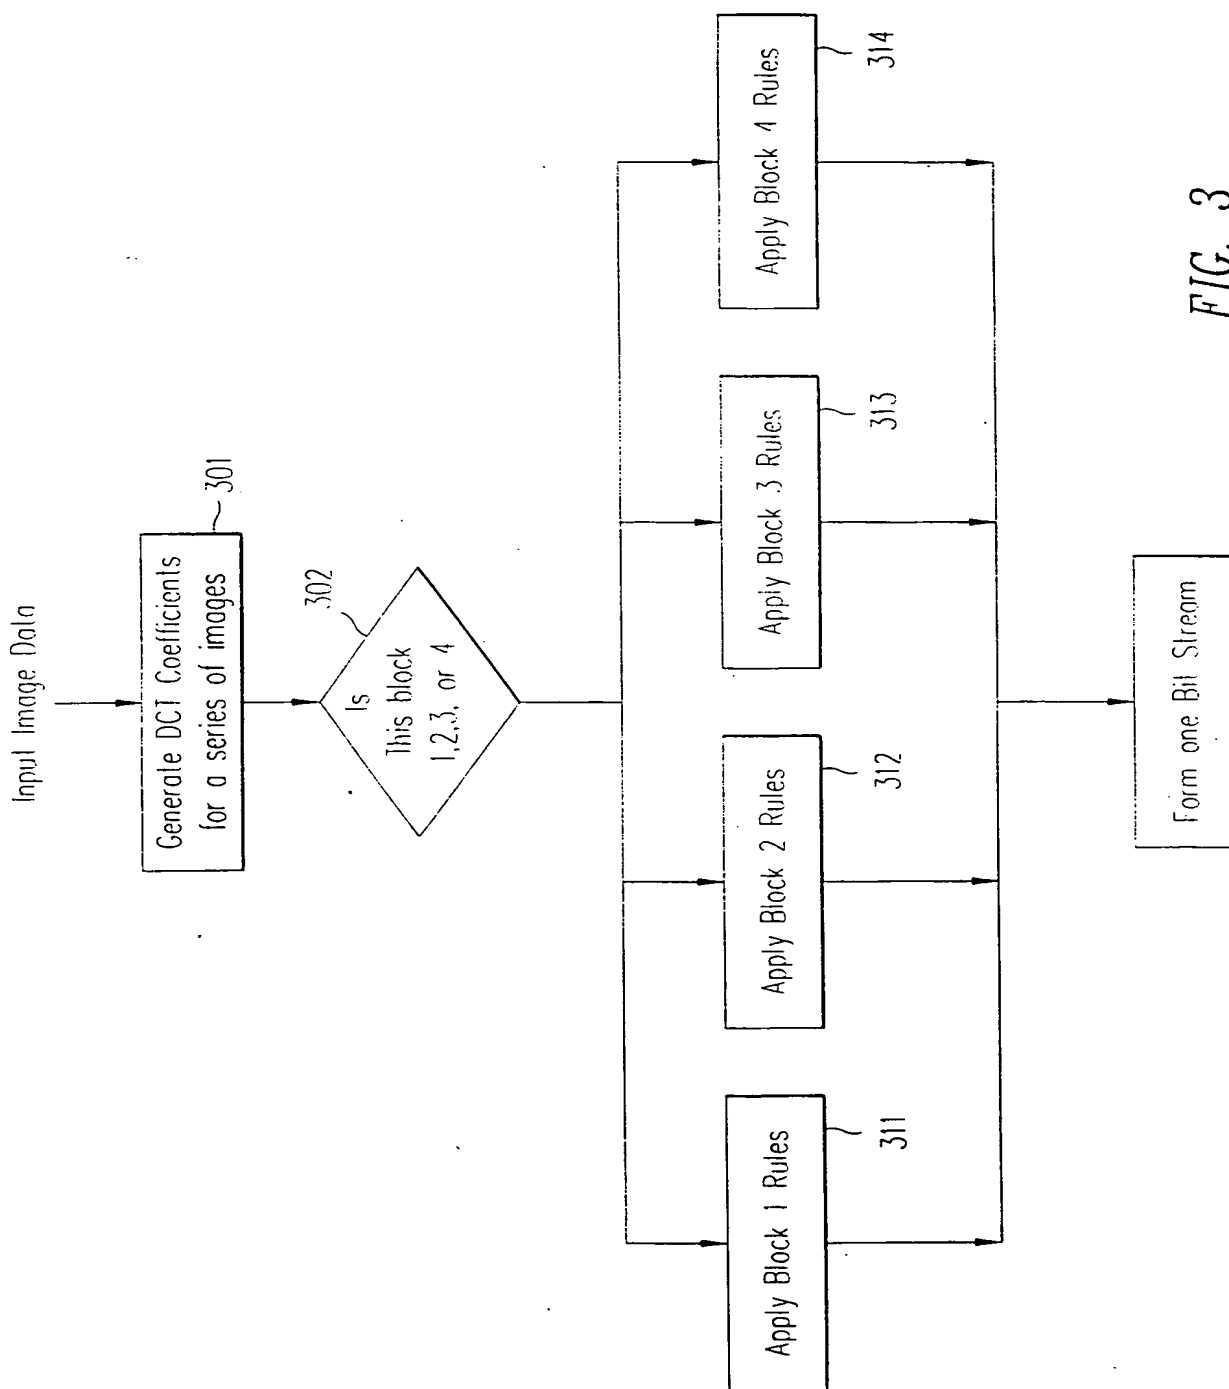 Input Image Data
Generate DCT Coefficients
for a series of images
301
Is
This block
1,2,3, or 4
302
Apply Block 1 Rules
311
Apply Block 2 Rules
312
Apply Block 3 Rules
313
Apply Block 4 Rules
314
Form one Bit Stream
FIG. 3